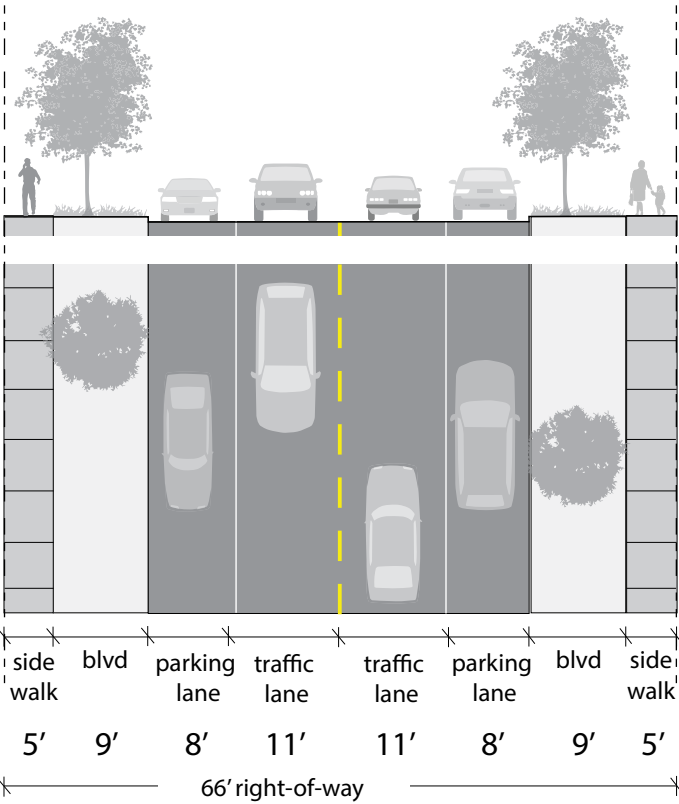 side walk
blvd
parking lane
traffic lane
traffic lane
parking lane
blvd
side walk
5′ 9′ 8′ 11′ 11′ 8′ 9′ 5′
66′ right-of-way